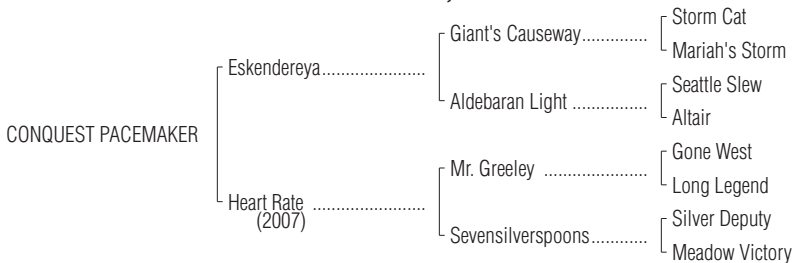 Storm Cat
Giant's Causeway..............
Mariah's Storm
Eskendereya.......................
Seattle Slew
Aldebaran Light ................
Altair
CONQUEST PACEMAKER
Gone West
Mr. Greeley ......................
Long Legend
Heart Rate .........................
(2007)
Silver Deputy
Sevensilverspoons............
Meadow Victory